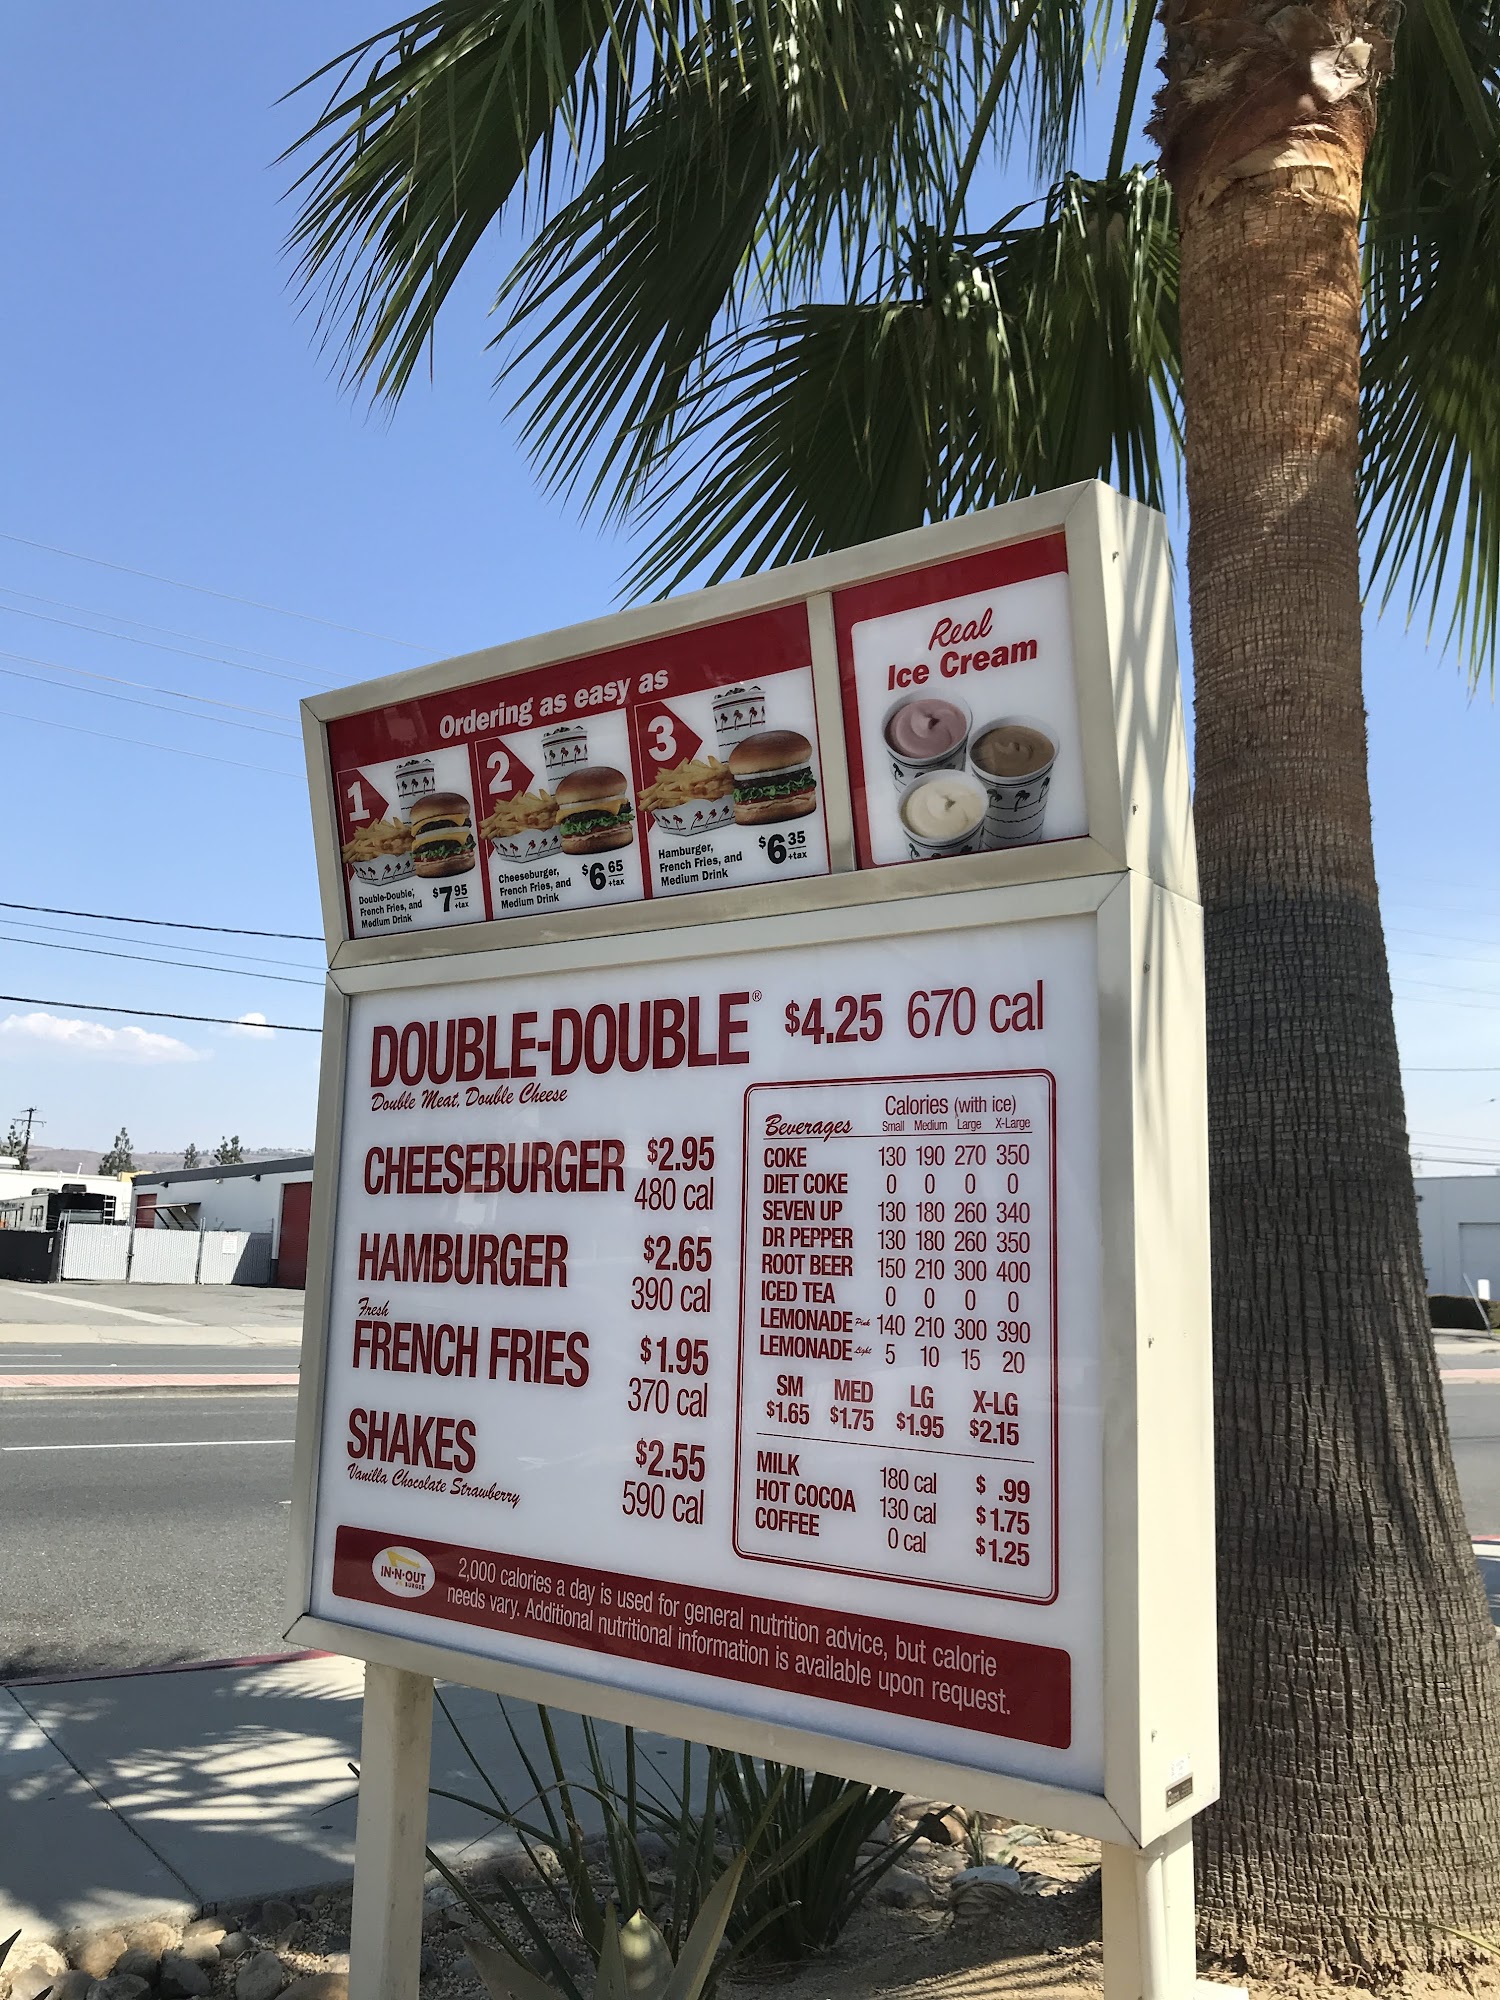 Ordering as easy as
1
Double-Double,
French Fries, and
Medium Drink
$7 95
+tax
2
Cheeseburger,
French Fries, and
Medium Drink
$6 65
+tax
3
Hamburger,
French Fries, and
Medium Drink
$6 35
+tax
Real
Ice Cream
DOUBLE-DOUBLE® $4.25 670 cal
Double Meat, Double Cheese
CHEESEBURGER $2.95
480 cal
HAMBURGER $2.65
390 cal
Fresh
FRENCH FRIES $1.95
370 cal
SHAKES $2.55
Vanilla Chocolate Strawberry 590 cal
Calories (with ice)
Beverages Small Medium Large X-Large
COKE 130 190 270 350
DIET COKE 0 0 0 0
SEVEN UP 130 180 260 340
DR PEPPER 130 180 260 350
ROOT BEER 150 210 300 400
ICED TEA 0 0 0 0
LEMONADE Pink 140 210 300 390
LEMONADE Light 5 10 15 20
SM MED LG X-LG
$1.65 $1.75 $1.95 $2.15
MILK 180 cal $ .99
HOT COCOA 130 cal $1.75
COFFEE 0 cal $1.25
IN-N-OUT
BURGER
2,000 calories a day is used for general nutrition advice, but calorie
needs vary. Additional nutritional information is available upon request.